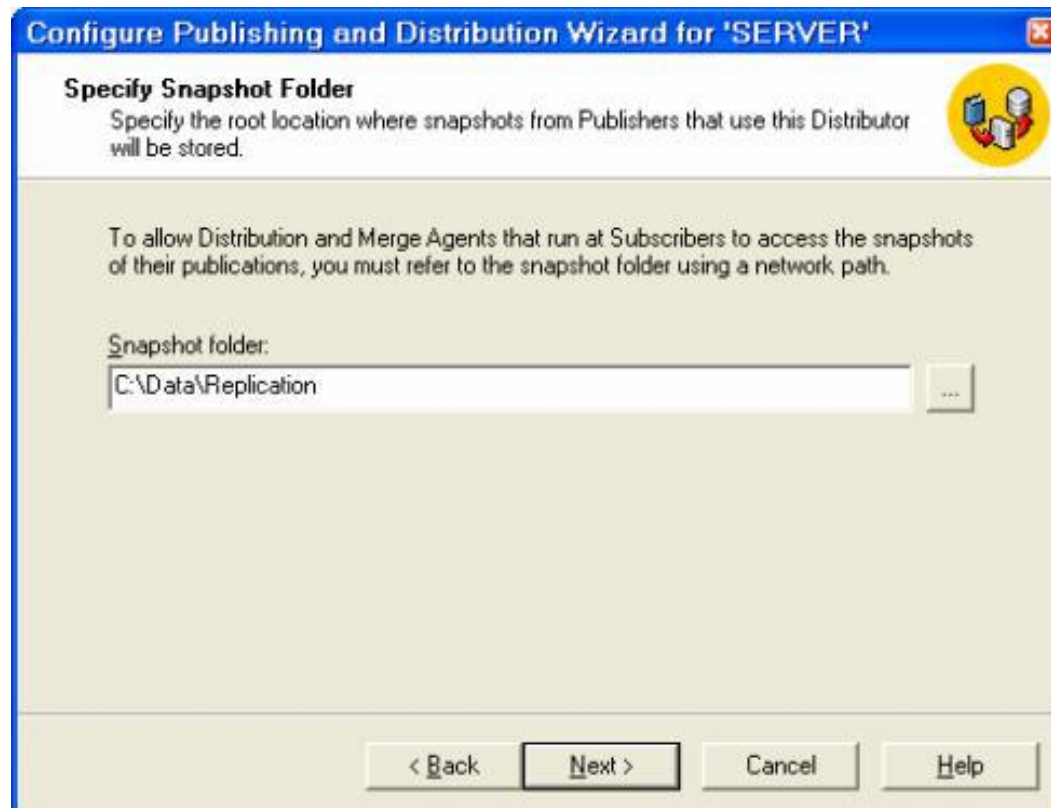 Configure Publishing and Distribution Wizard for 'SERVER'
Specify Snapshot Folder
Specify the root location where snapshots from Publishers that use this Distributor
will be stored.
To allow Distribution and Merge Agents that run at Subscribers to access the snapshots
of their publications, you must refer to the snapshot folder using a network path.
Snapshot folder:
C:\Data\Replication
...
< Back
Next >
Cancel
Help